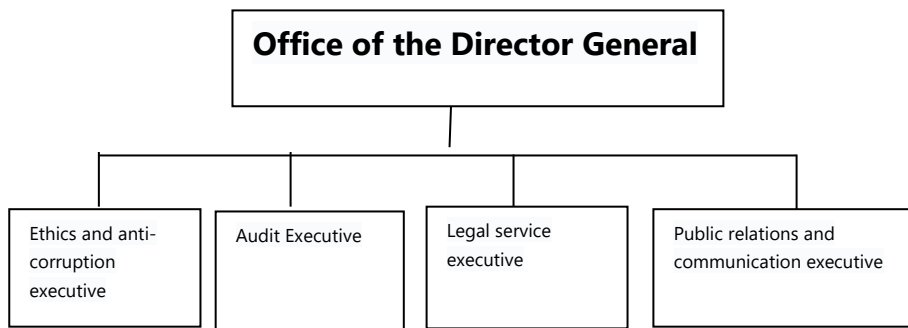 Office of the Director General
Ethics and anti-
corruption
executive
Audit Executive
Legal service
executive
Public relations and
communication executive